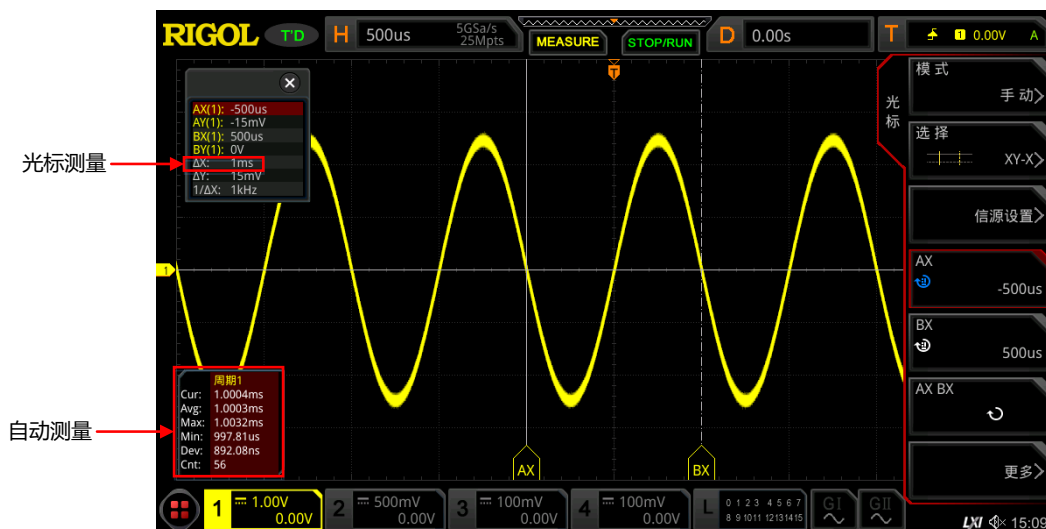 RIGOL T'D H 500us 5GSa/s 25Mpts MEASURE STOP/RUN D 0.00s T 1 0.00V A
T
AX(1): -500us
AY(1): -15mV
BX(1): 500us
BY(1): 0V
ΔX: 1ms
ΔY: 15mV
1/ΔX: 1kHz
光标测量
光标
模式
手动>
选择
XY-X>
信源设置>
AX
-500us
BX
500us
AX BX
更多>
1
周期1
Cur: 1.0004ms
Avg: 1.0003ms
Max: 1.0032ms
Min: 997.81us
Dev: 892.08ns
Cnt: 56
自动测量
AX BX
1 1.00V 0.00V
2 500mV 0.00V
3 100mV 0.00V
4 100mV 0.00V
L 0 1 2 3 4 5 6 7
8 9 10 11 12 13 14 15
GI GII
LXI 15:09